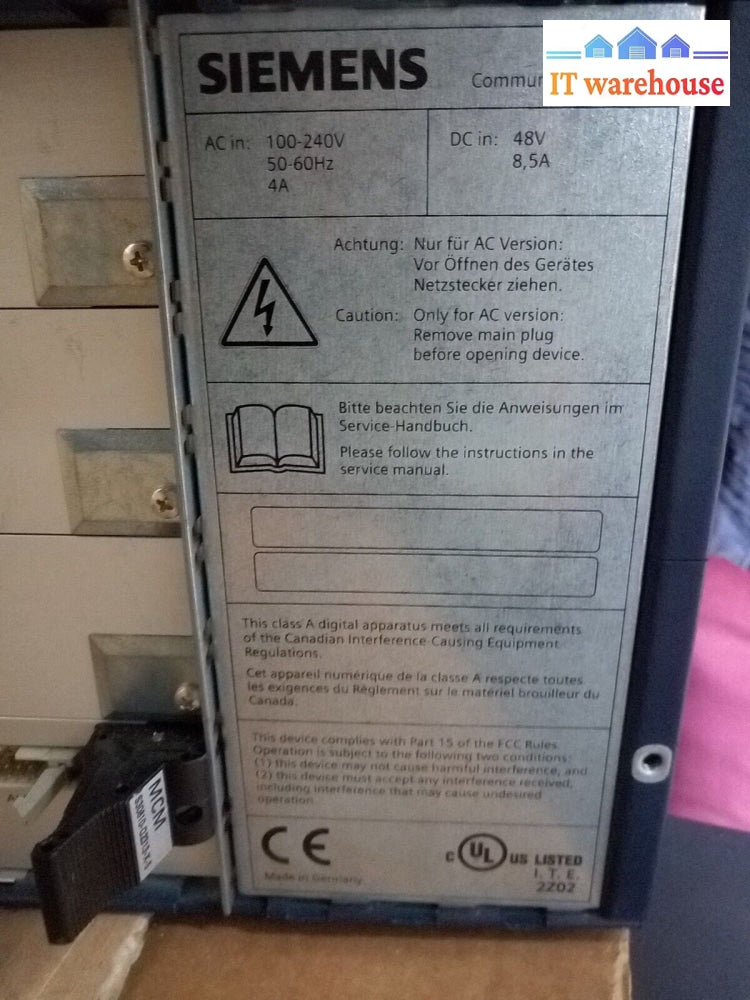 IT warehouse
SIEMENS
Commun
AC in: 100-240V
50-60Hz
4A
DC in: 48V
8,5A
Achtung: Nur für AC Version:
Vor Öffnen des Gerätes
Netzstecker ziehen.
Caution: Only for AC version:
Remove main plug
before opening device.
Bitte beachten Sie die Anweisungen im
Service-Handbuch.
Please follow the instructions in the
service manual.
This class A digital apparatus meets all requirements
of the Canadian Interference-Causing Equipment
Regulations.
Cet appareil numérique de la classe A respecte toutes
les exigences du Règlement sur le matériel brouilleur du
Canada.
This device complies with Part 15 of the FCC Rules.
Operation is subject to the following two conditions:
(1) this device may not cause harmful interference, and
(2) this device must accept any interference received,
including interference that may cause undesired
operation.
CE
Made in Germany
C UL US LISTED
I. T. E.
2Z02
MCM